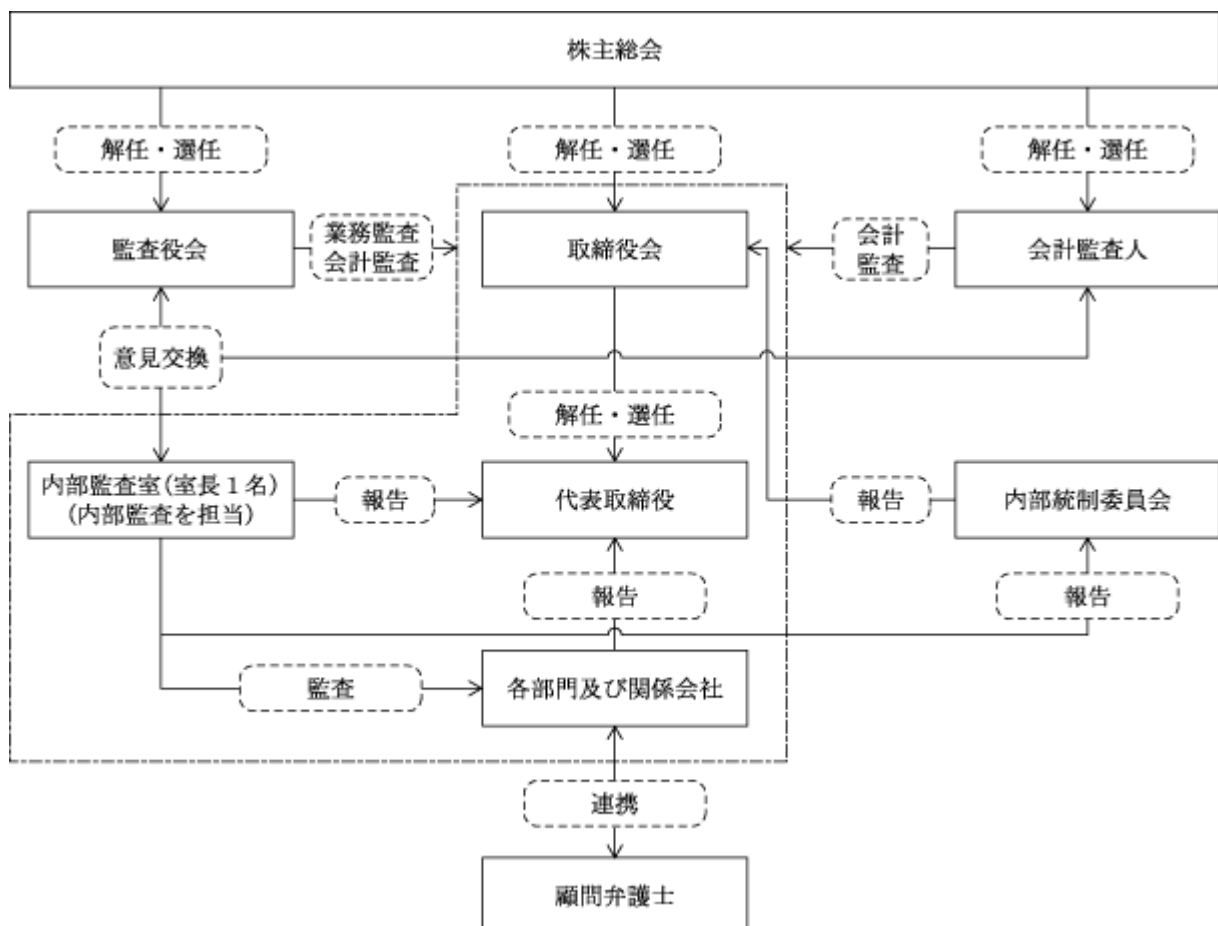 株主総会
解任・選任
解任・選任
解任・選任
監査役会
業務監査
会計監査
取締役会
会計
監査
会計監査人
意見交換
解任・選任
内部監査室(室長1名)
(内部監査を担当)
報告
代表取締役
報告
内部統制委員会
報告
報告
監査
各部門及び関係会社
連携
顧問弁護士